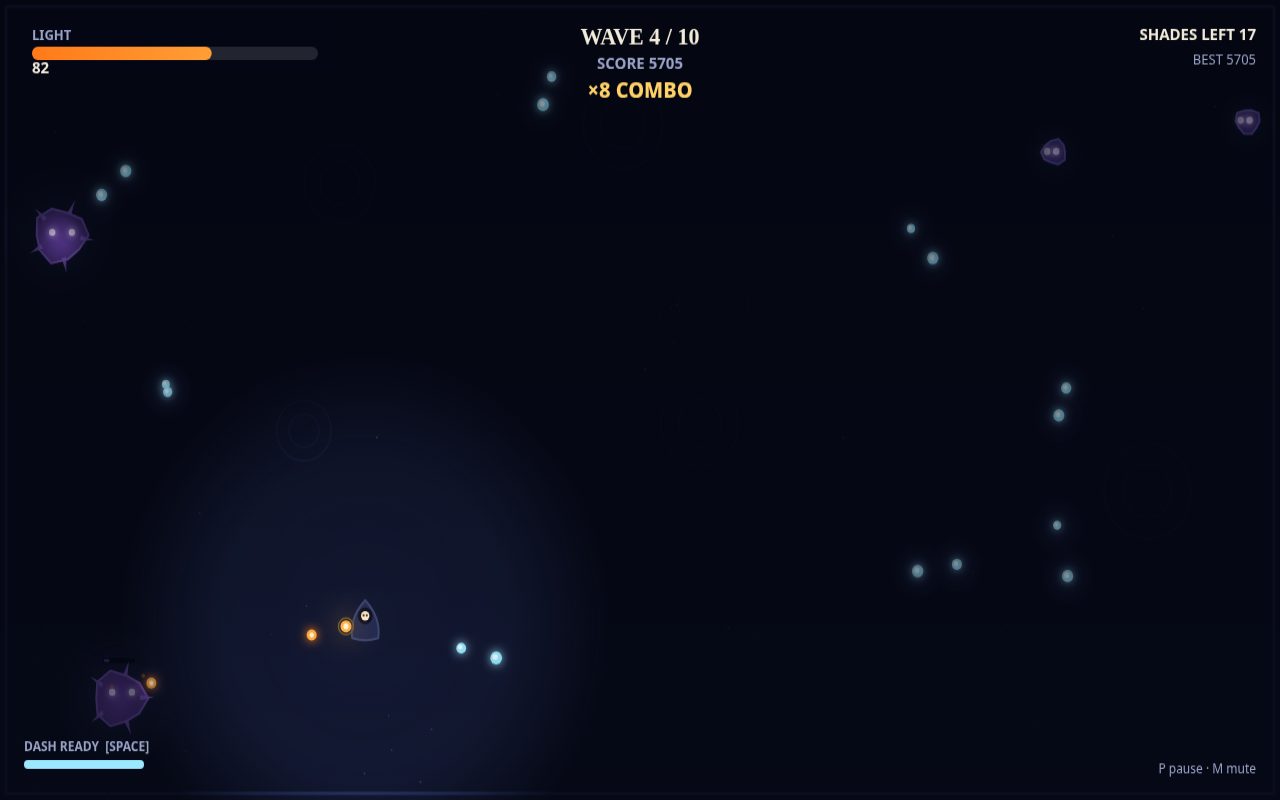 LIGHT
82
WAVE 4 / 10
SCORE 5705
×8 COMBO
SHADES LEFT 17
BEST 5705
DASH READY [SPACE]
P pause · M mute